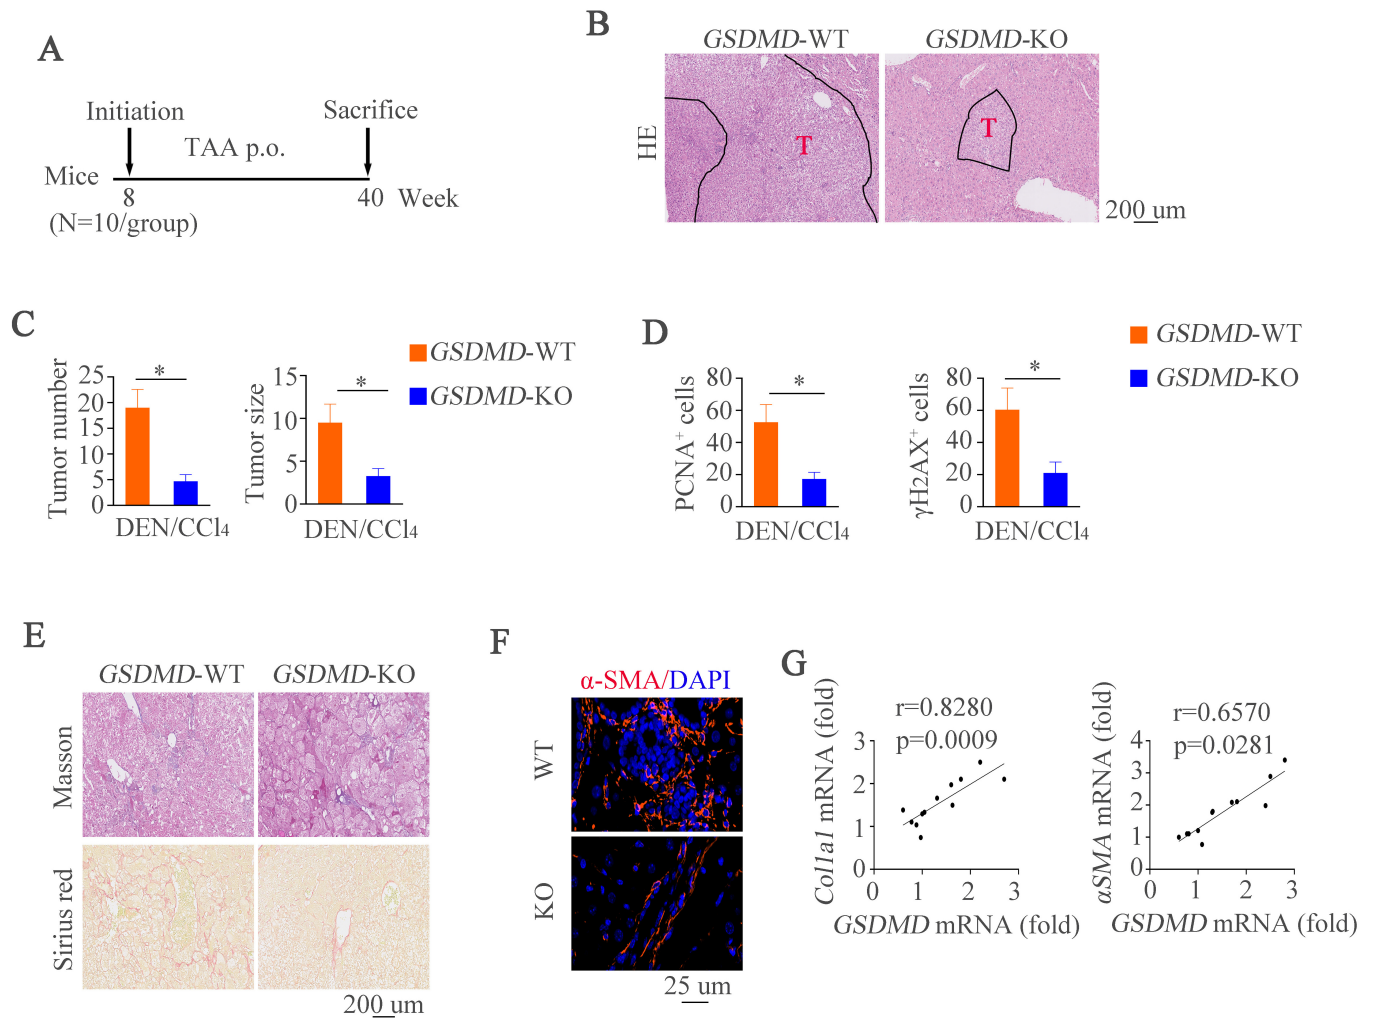 A
Initiation
Sacrifice
TAA p.o.
Mice
8
40
Week
(N=10/group)
B
GSDMD-WT
GSDMD-KO
HE
T
T
200 um
C
Tumor number
25
20
15
10
5
0
*
DEN/CCl4
Tumor size
15
10
5
0
*
DEN/CCl4
GSDMD-WT
GSDMD-KO
D
PCNA+ cells
80
60
40
20
0
*
DEN/CCl4
γH2AX+ cells
80
60
40
20
0
*
DEN/CCl4
GSDMD-WT
GSDMD-KO
E
GSDMD-WT
GSDMD-KO
Masson
Sirius red
200 um
F
α-SMA/DAPI
WT
KO
25 um
G
r=0.8280
p=0.0009
Col1a1 mRNA (fold)
3
2
1
0
0
1
2
3
GSDMD mRNA (fold)
r=0.6570
p=0.0281
αSMA mRNA (fold)
4
3
2
1
0
0
1
2
3
GSDMD mRNA (fold)